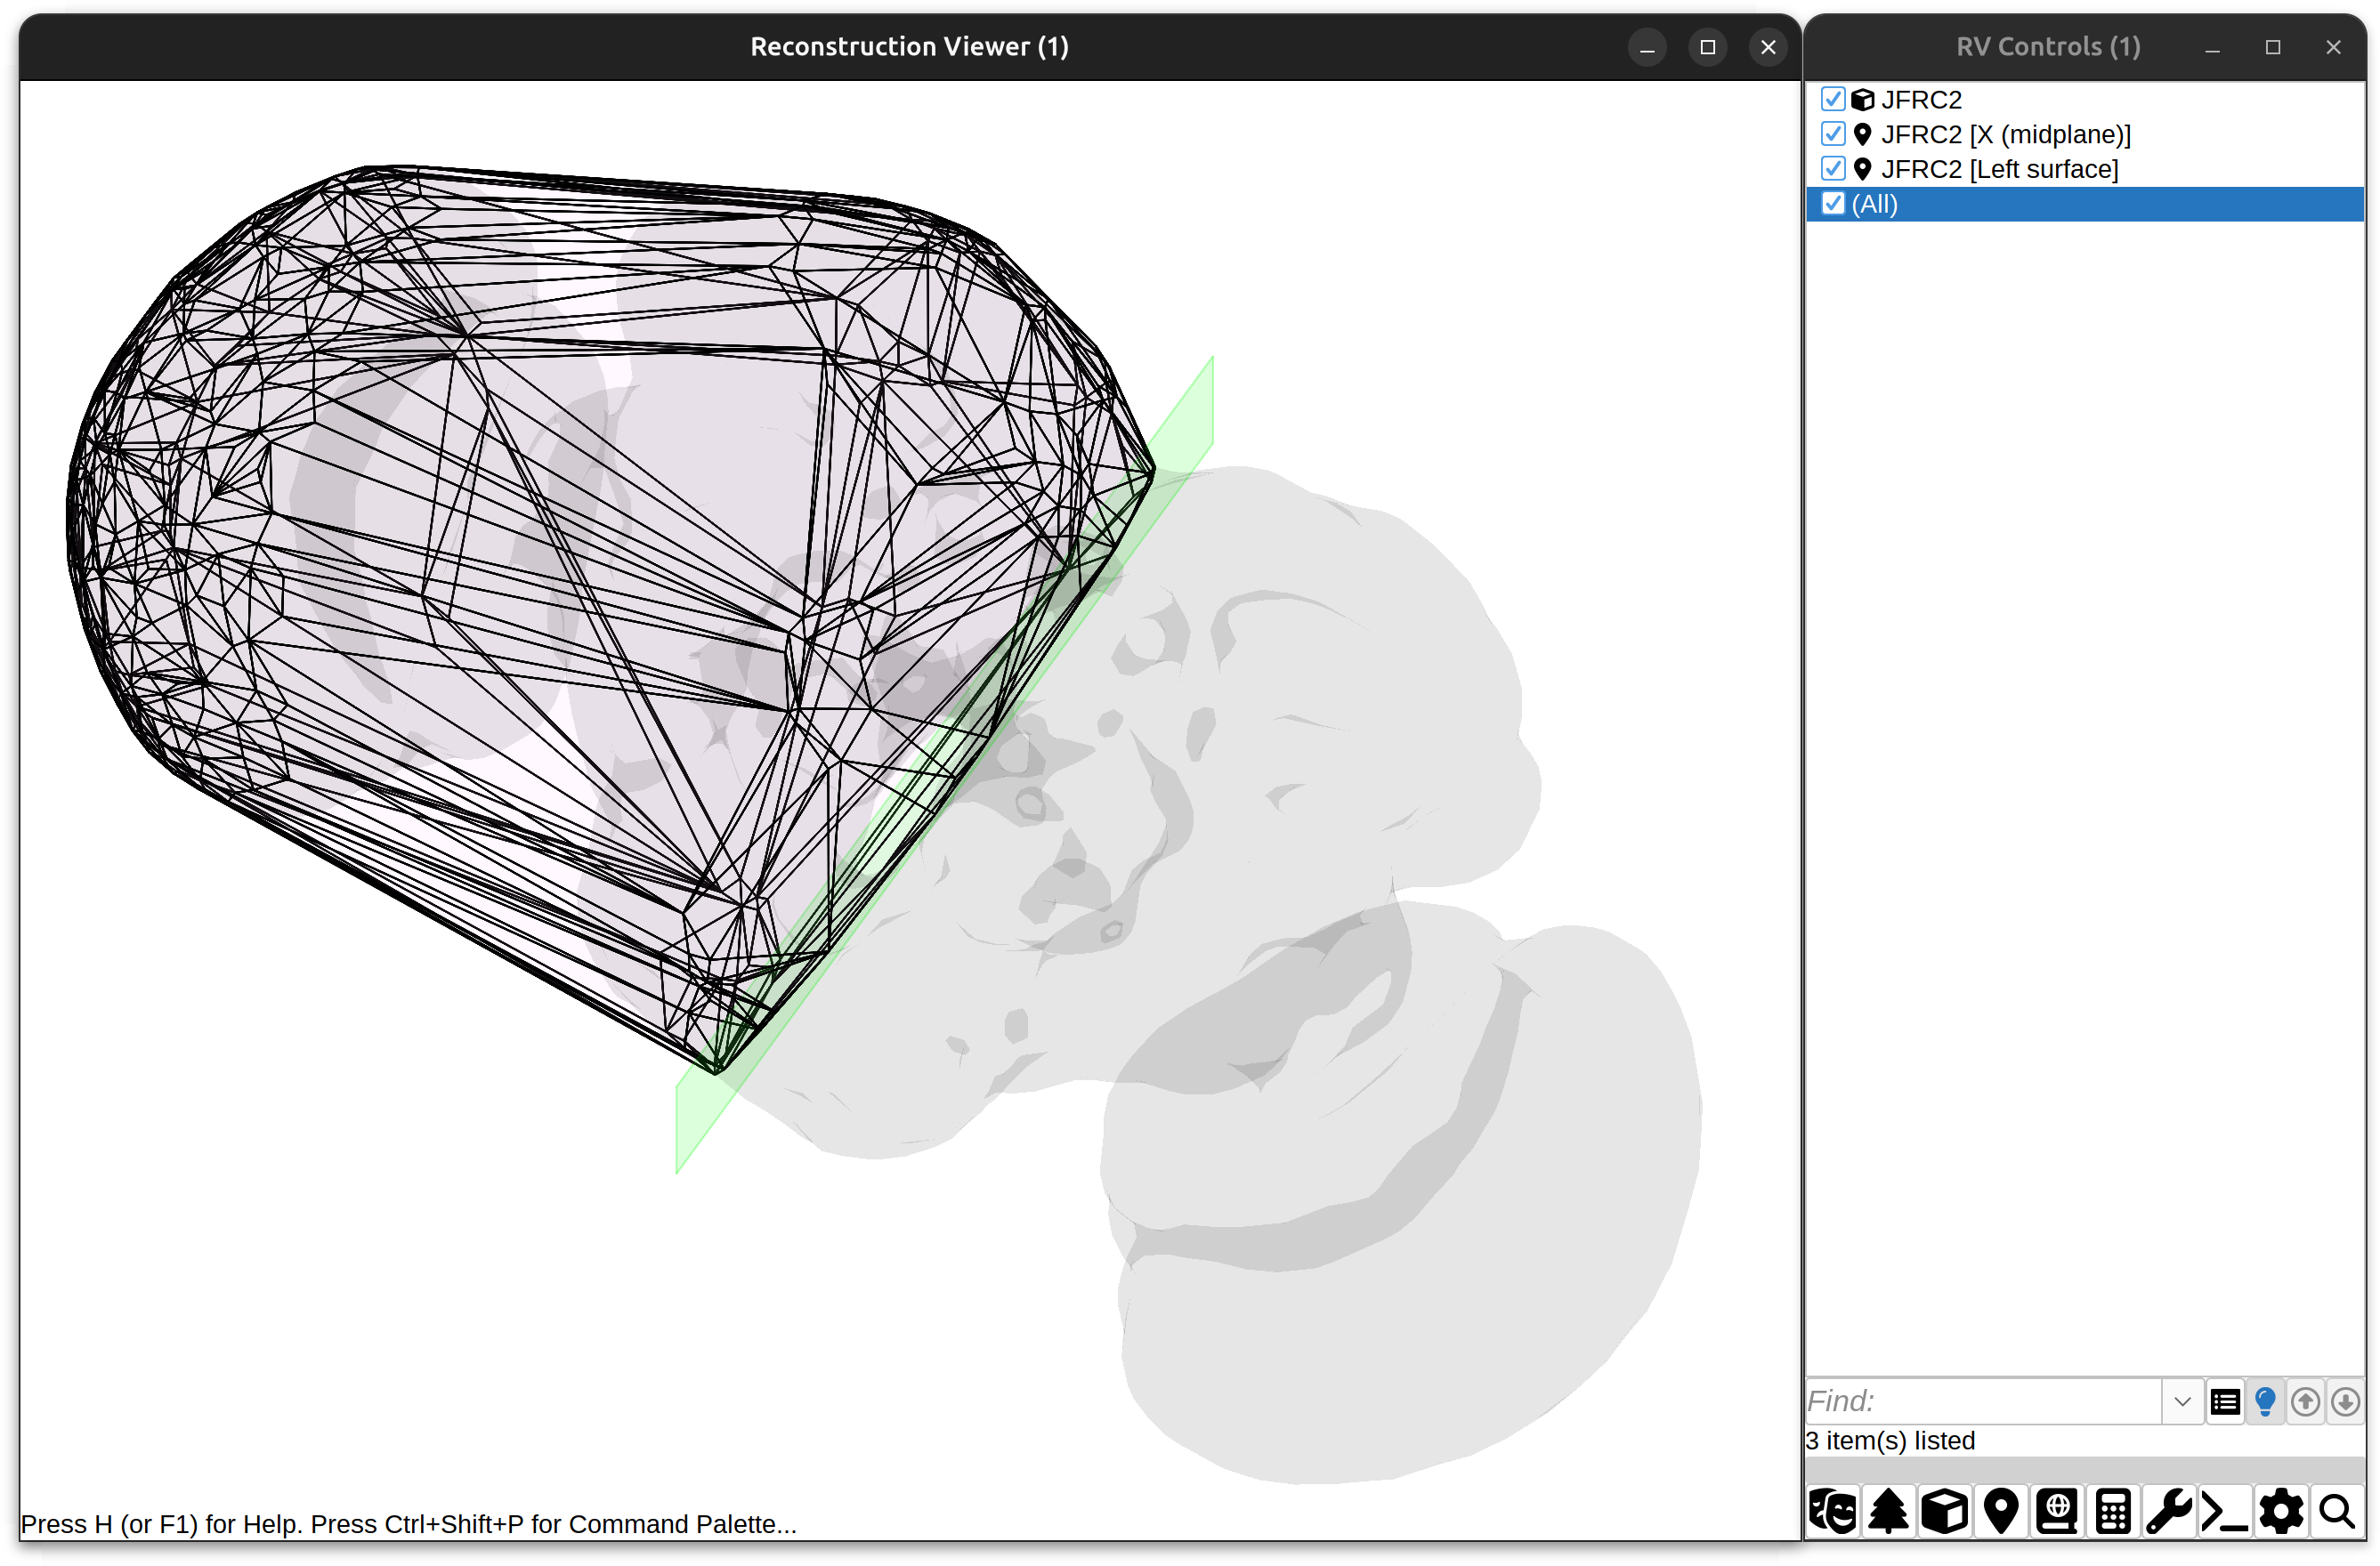 Reconstruction Viewer (1)
RV Controls (1)
JFRC2
JFRC2 [X (midplane)]
JFRC2 [Left surface]
(All)
Find:
3 item(s) listed
Press H (or F1) for Help. Press Ctrl+Shift+P for Command Palette...